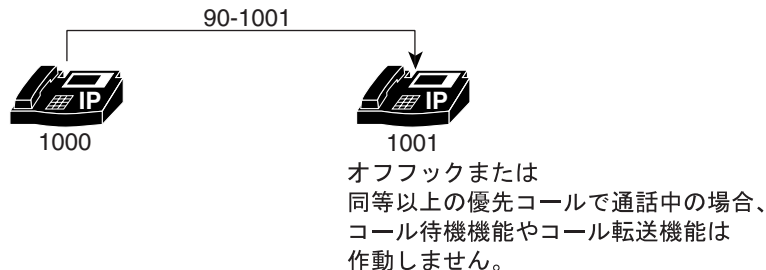 90-1001
IP
IP
1000
1001
オフフックまたは
同等以上の優先コールで通話中の場合、
コール待機機能やコール転送機能は
作動しません。